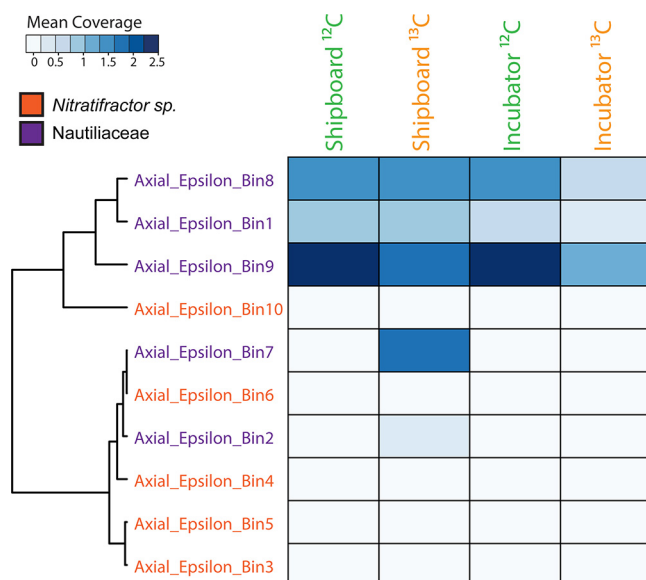 Mean Coverage
0 0.5 1 1.5 2 2.5
Nitratifractor sp.
Nautiliaceae
Shipboard ¹²C
Shipboard ¹³C
Incubator ¹²C
Incubator ¹³C
Axial_Epsilon_Bin8
Axial_Epsilon_Bin1
Axial_Epsilon_Bin9
Axial_Epsilon_Bin10
Axial_Epsilon_Bin7
Axial_Epsilon_Bin6
Axial_Epsilon_Bin2
Axial_Epsilon_Bin4
Axial_Epsilon_Bin5
Axial_Epsilon_Bin3